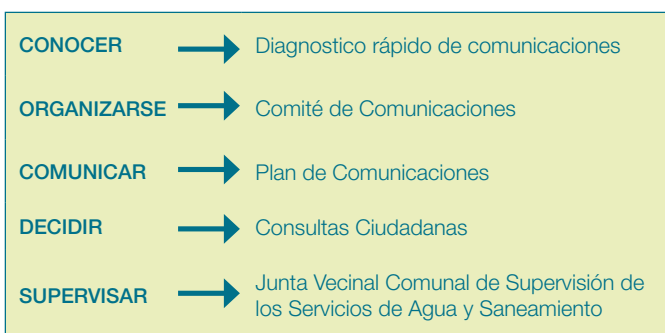 CONOCER Diagnostico rápido de comunicaciones
ORGANIZARSE Comité de Comunicaciones
COMUNICAR Plan de Comunicaciones
DECIDIR Consultas Ciudadanas
SUPERVISAR Junta Vecinal Comunal de Supervisión de
los Servicios de Agua y Saneamiento